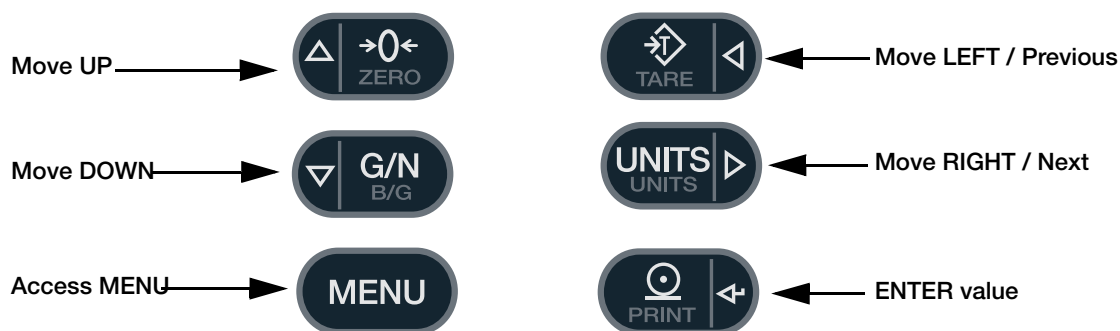 Move UP
→0←
ZERO
T
TARE
Move LEFT / Previous
Move DOWN
G/N
B/G
UNITS
UNITS
Move RIGHT / Next
Access MENU
MENU
PRINT
ENTER value